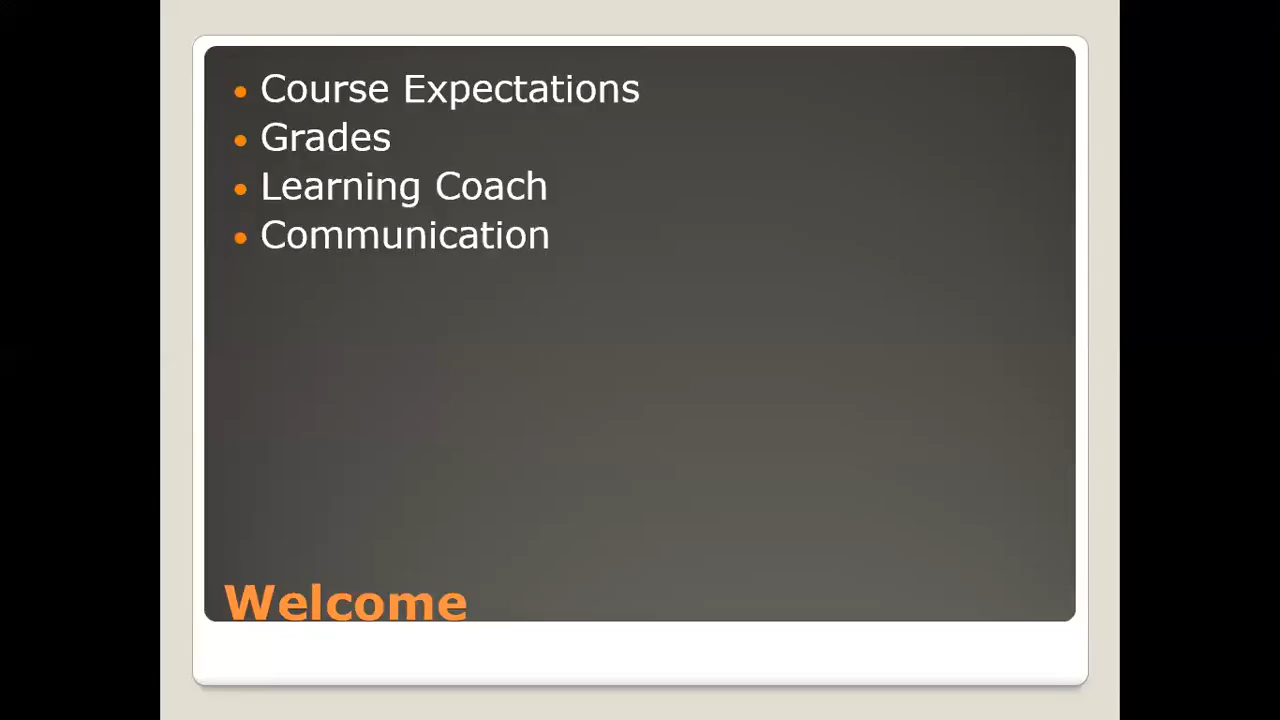 Course Expectations
Grades
Learning Coach
Communication
Welcome